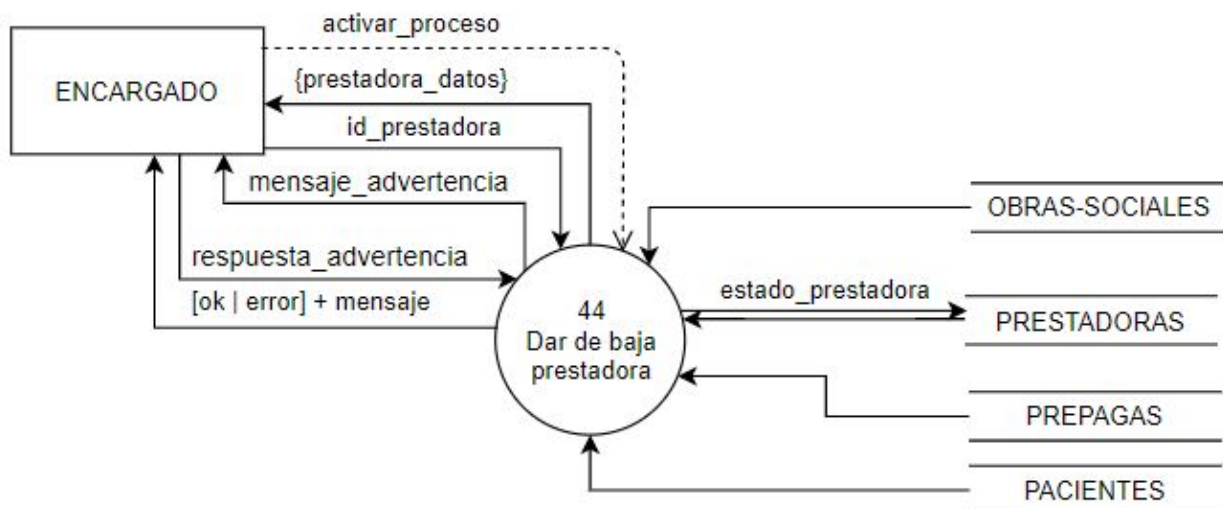 activar_proceso
ENCARGADO
{prestadora_datos}
id_prestadora
mensaje_advertencia
respuesta_advertencia
[ok | error] + mensaje
44
Dar de baja
prestadora
OBRAS-SOCIALES
estado_prestadora
PRESTADORAS
PREPAGAS
PACIENTES